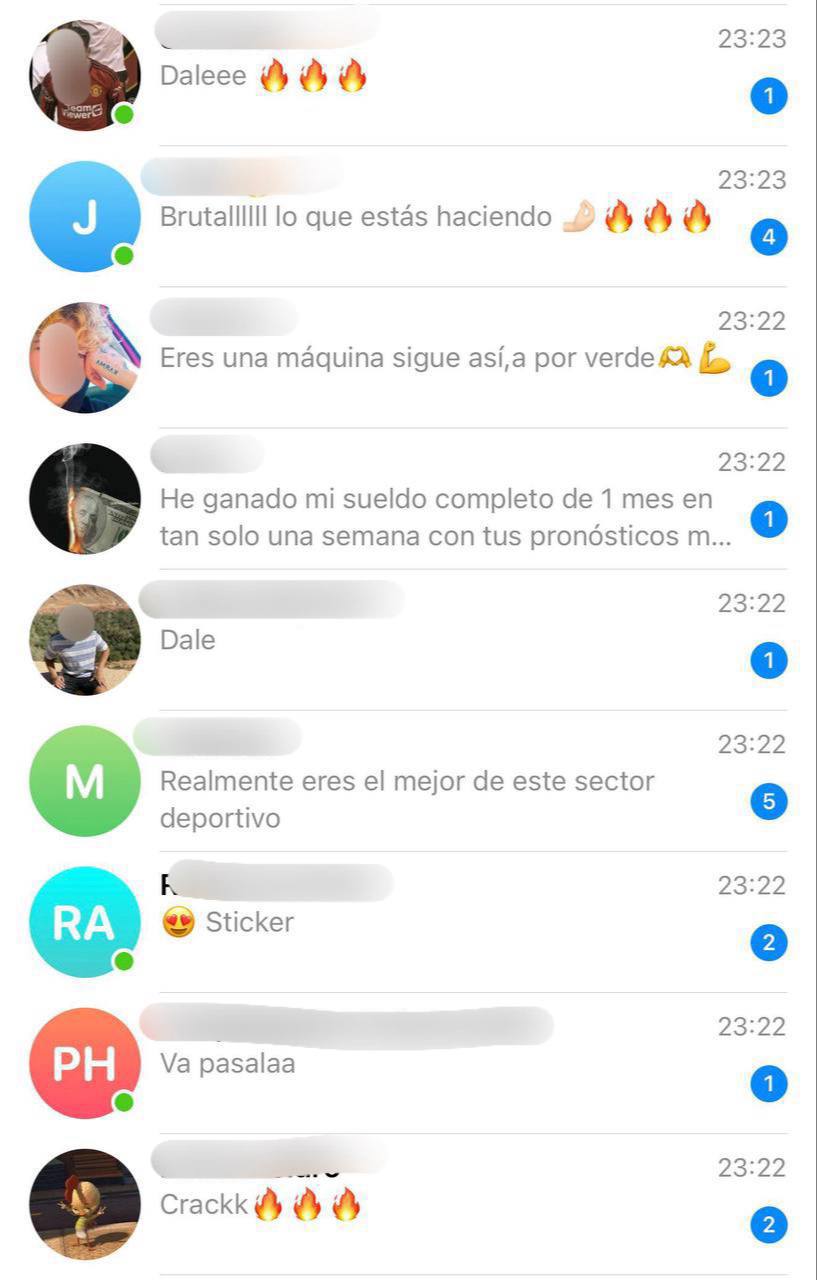 23:23
Daleee 🔥🔥🔥
1
Team
Viewer
J
23:23
Brutallllll lo que estás haciendo 👌🏻🔥🔥🔥
4
23:22
Eres una máquina sigue así,a por verde🫶💪
1
23:22
He ganado mi sueldo completo de 1 mes en
tan solo una semana con tus pronósticos m...
1
23:22
Dale
1
M
23:22
Realmente eres el mejor de este sector
deportivo
5
RA
23:22
😍 Sticker
2
PH
23:22
Va pasalaa
1
23:22
Crackk🔥🔥🔥
2